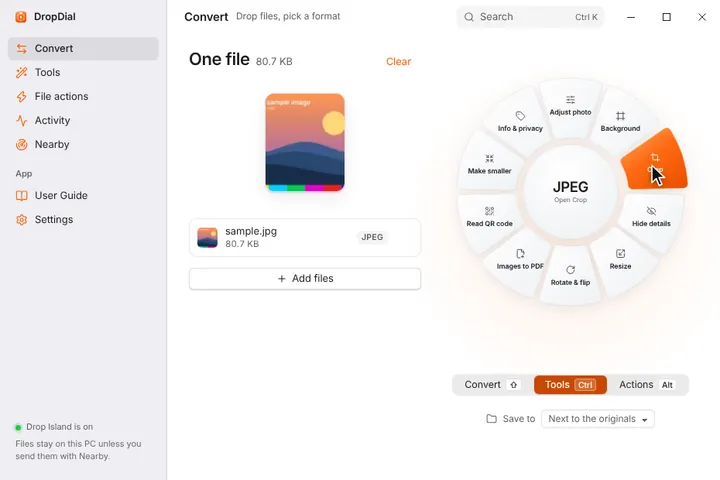 DropDial
Convert
Tools
File actions
Activity
Nearby
App
User Guide
Settings
Drop Island is on
Files stay on this PC unless you
send them with Nearby.
Convert Drop files, pick a format
Search Ctrl K
One file 80.7 KB
Clear
sample image
sample.jpg
80.7 KB
JPEG
Add files
Adjust photo
Background
Hide details
Resize
Rotate & flip
Images to PDF
Read QR code
Make smaller
Info & privacy
JPEG
Open Crop
Convert
Tools Ctrl
Actions Alt
Save to Next to the originals